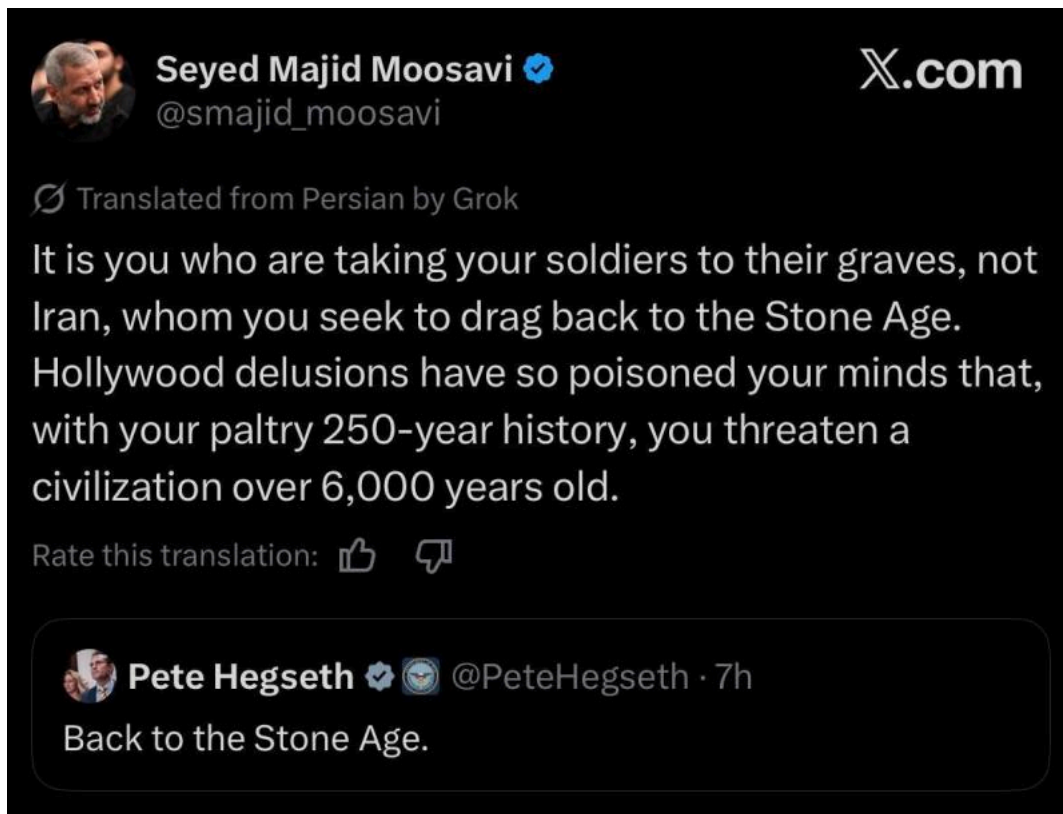 Seyed Majid Moosavi
X.com
@smajid_moosavi
Translated from Persian by Grok
It is you who are taking your soldiers to their graves, not
Iran, whom you seek to drag back to the Stone Age.
Hollywood delusions have so poisoned your minds that,
with your paltry 250-year history, you threaten a
civilization over 6,000 years old.
Rate this translation:
Pete Hegseth @PeteHegseth · 7h
Back to the Stone Age.